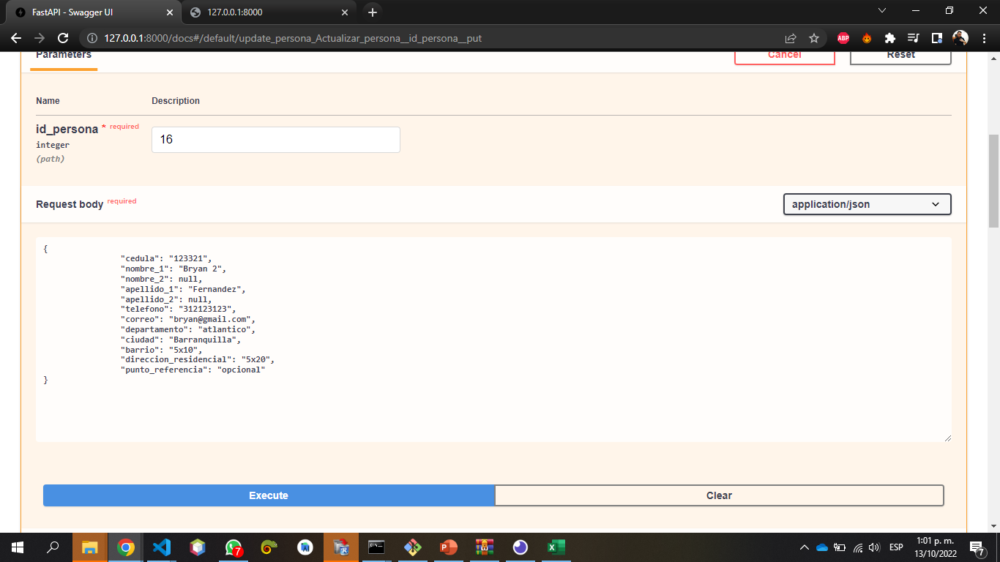 FastAPI - Swagger UI
127.0.0.1:8000
127.0.0.1:8000/docs#/default/update_persona_Actualizar_persona__id_persona__put
ABP
Parameters
Cancel
Reset
Name
Description
id_persona * required
16
integer
(path)
Request body required
application/json
{
"cedula": "123321",
"nombre_1": "Bryan 2",
"nombre_2": null,
"apellido_1": "Fernandez",
"apellido_2": null,
"telefono": "312123123",
"correo": "bryan@gmail.com",
"departamento": "atlantico",
"ciudad": "Barranquilla",
"barrio": "5x10",
"direccion_residencial": "5x20",
"punto_referencia": "opcional"
}
Execute
Clear
7
ESP
1:01 p. m.
13/10/2022
7